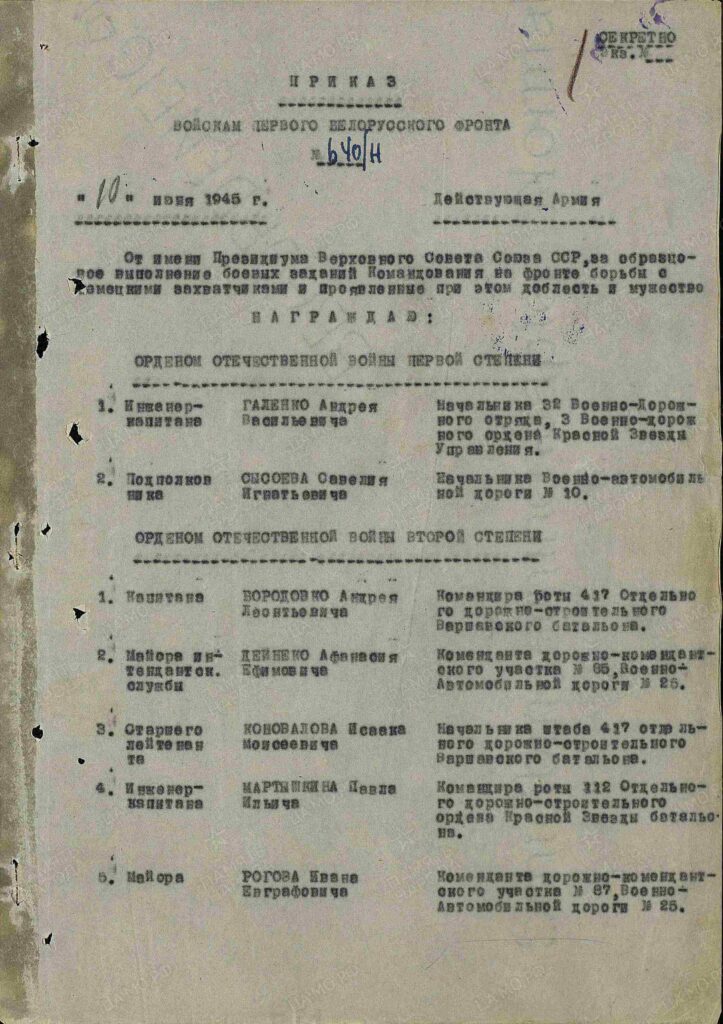 СЕКРЕТНО
Экз.№
ПРИКАЗ
ВОЙСКАМ ПЕРВОГО БЕЛОРУССКОГО ФРОНТА
№ 640/Н
"10" июня 1945 г. Действующая Армия
От имени Президиума Верховного Совета Союза ССР,за образцо-
вое выполнение боевых заданий Командования на фронте борьбы с
немецкими захватчиками и проявленные при этом доблесть и мужество
НАГРАЖДАЮ:
ОРДЕНОМ ОТЕЧЕСТВЕННОЙ ВОЙНЫ ПЕРВОЙ СТЕПЕНИ
1. Инженер- ГАЛЕНКО Андрея Начальника 32 Военно-Дорож-
капитана Васильевича ного отряда, 3 Военно-дорож
ного ордена Красной Звезды
Управления.
2. Подполков СЫСОЕВА Савелия Начальника Военно-автомобиль
ника Игнатьевича ной дороги № 10.
ОРДЕНОМ ОТЕЧЕСТВЕННОЙ ВОЙНЫ ВТОРОЙ СТЕПЕНИ
1. Капитана БОРОДОВКО Андрея Командира роты 417 Отдельно
Леонтьевича го дорожно-строительного
Варшавского батальона.
2. Майора ин- ДЕЙНЕКО Афанасия Коменданта дорожно-комендант-
тендантск. Ефимовича ского участка № 85,Военно-
службы Автомобильной дороги № 25.
3. Старшего КОНОВАЛОВА Исаака Начальника штаба 417 отдель-
лейтенан Моисеевича ного дорожно-строительного
та Варшавского батальона.
4. Инженер- МАРТЫШКИНА Павла Командира роты 112 Отдельно-
капитана Ильича го дорожно-строительного
ордена Красной Звезды батальо
на.
5. Майора РОГОЗА Ивана Коменданта дорожно-комендант-
Евграфовича ского участка № 87,Военно-
Автомобильной дороги № 25.